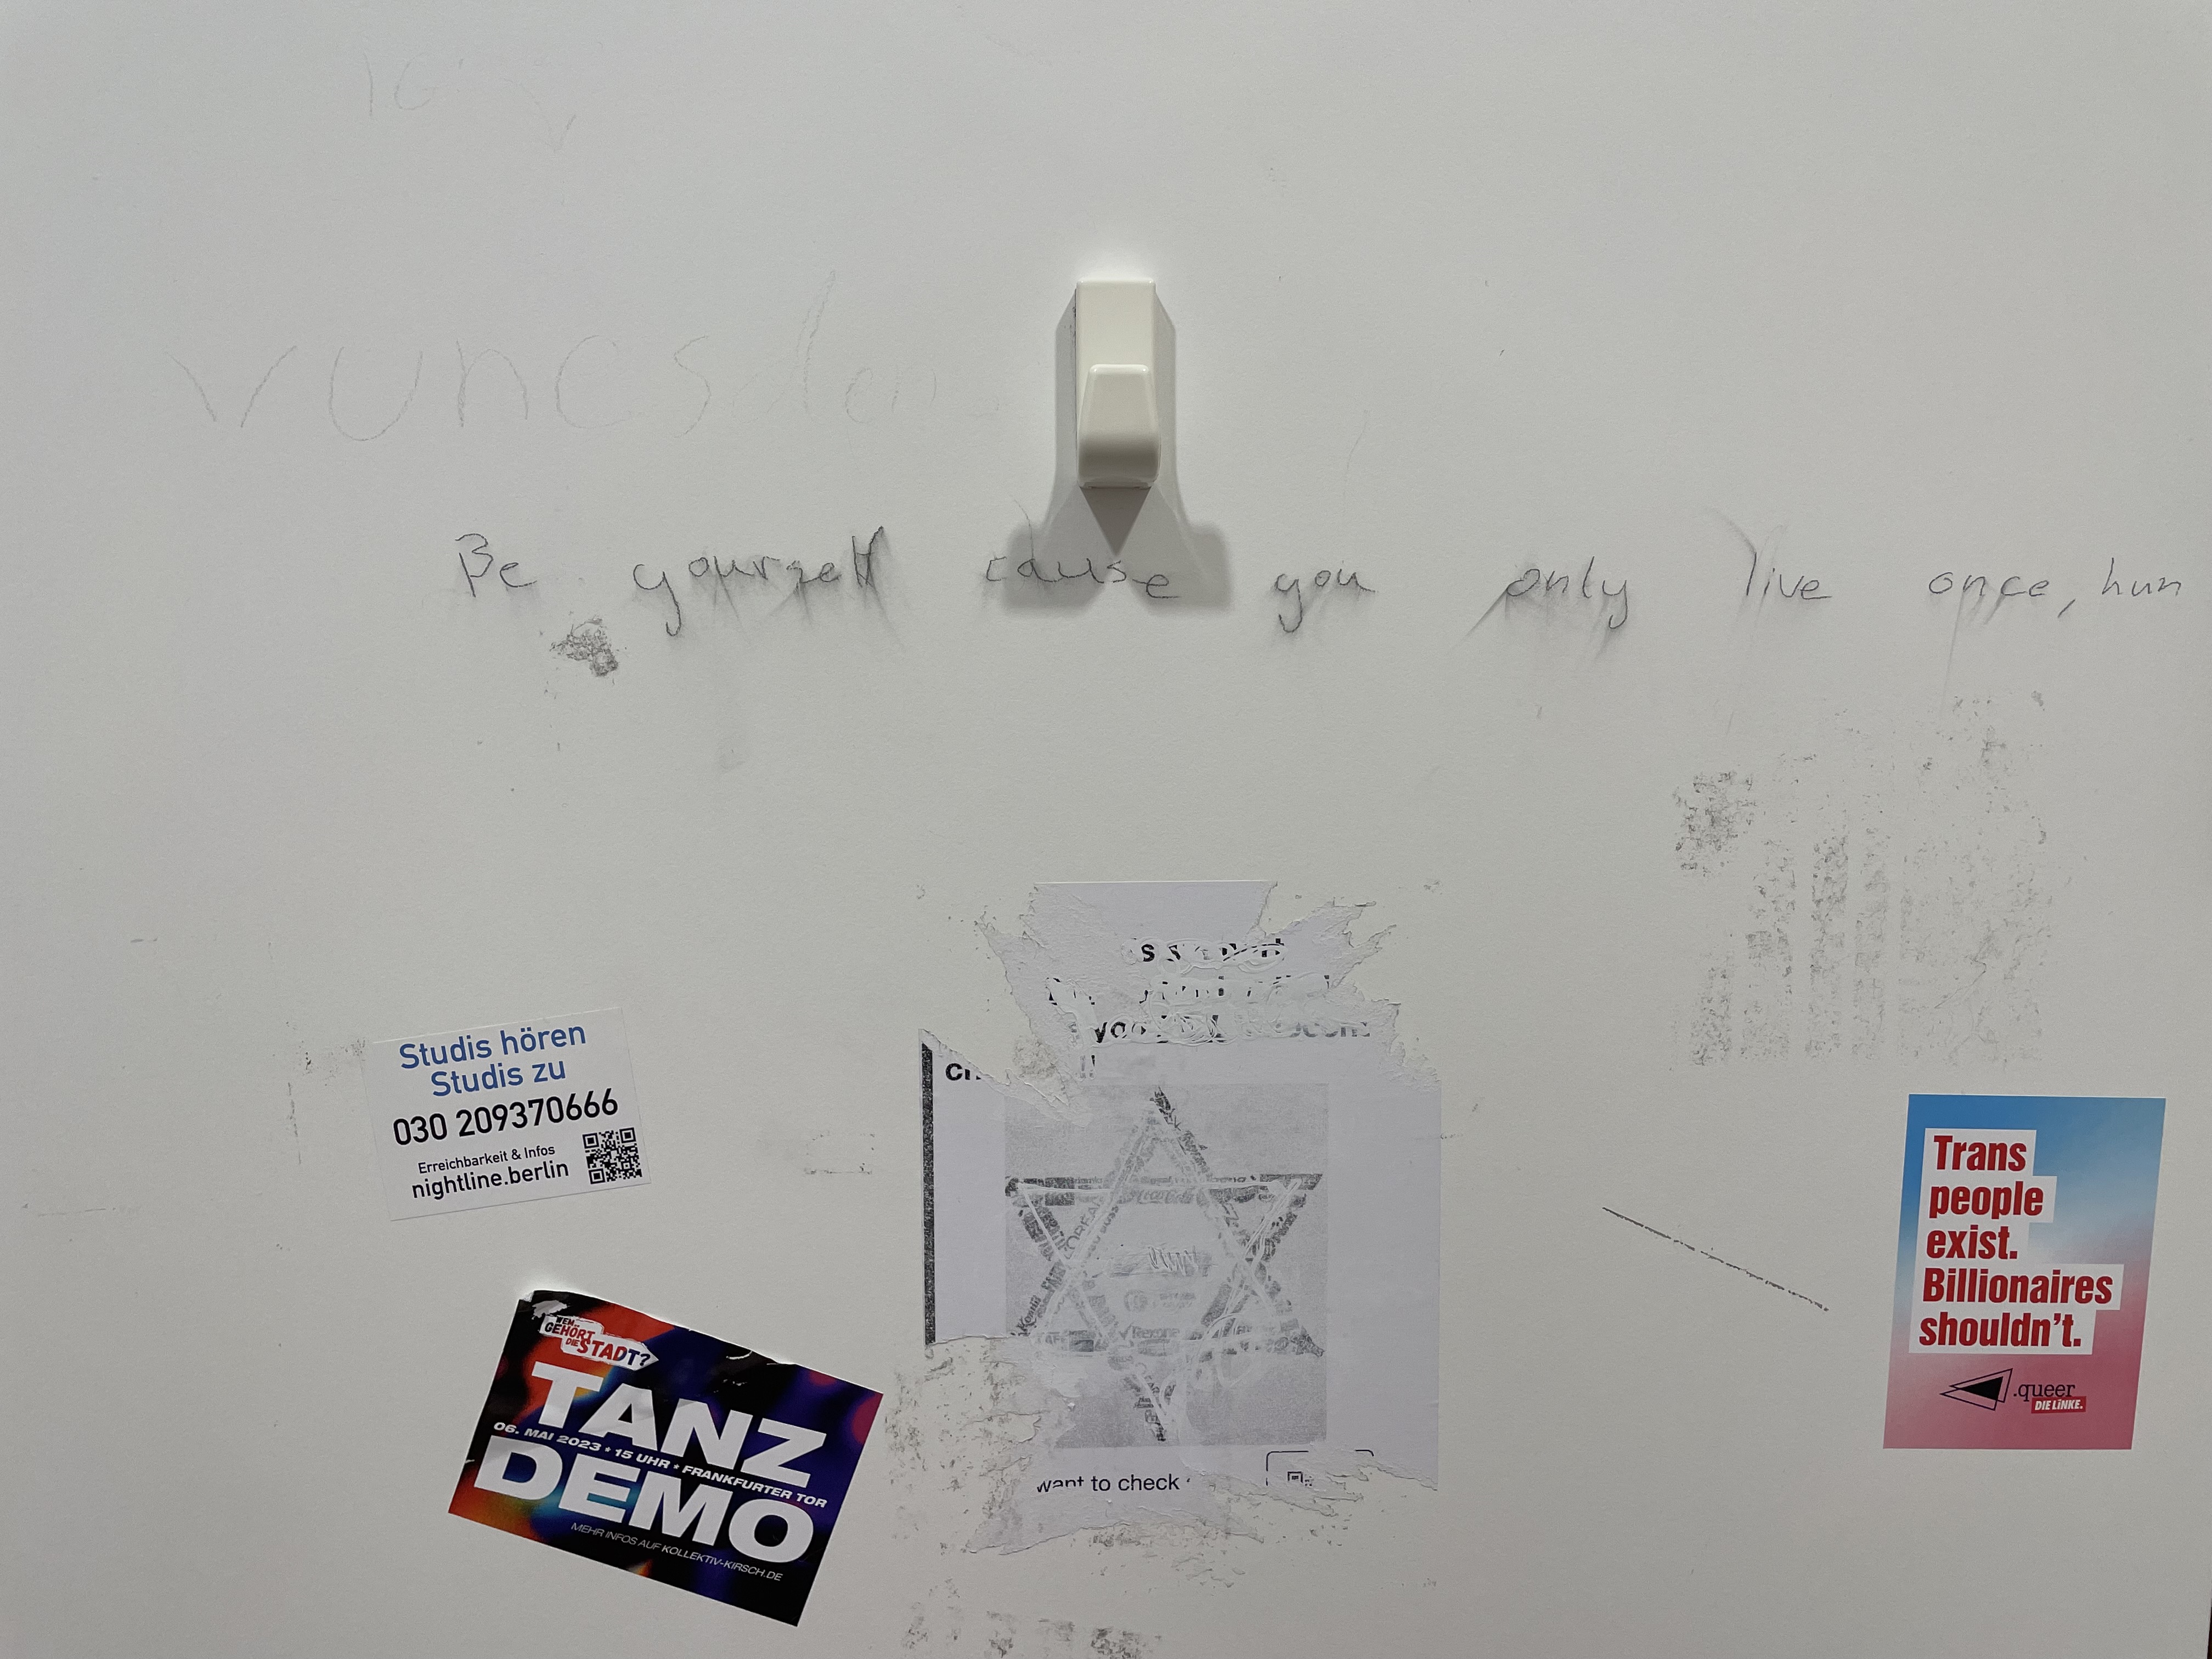 Be yourself cause you only live once, hun
Studis hören
Studis zu
030 209370666
Erreichbarkeit & Infos
nightline.berlin
WEM
GEHÖRT
DIE STADT?
TANZ
06. MAI 2023 * 15 UHR * FRANKFURTER TOR
DEMO
MEHR INFOS AUF KOLLEKTIV-KIRSCH.DE
want to check
Trans
people
exist.
Billionaires
shouldn't.
.queer
DIE LINKE.